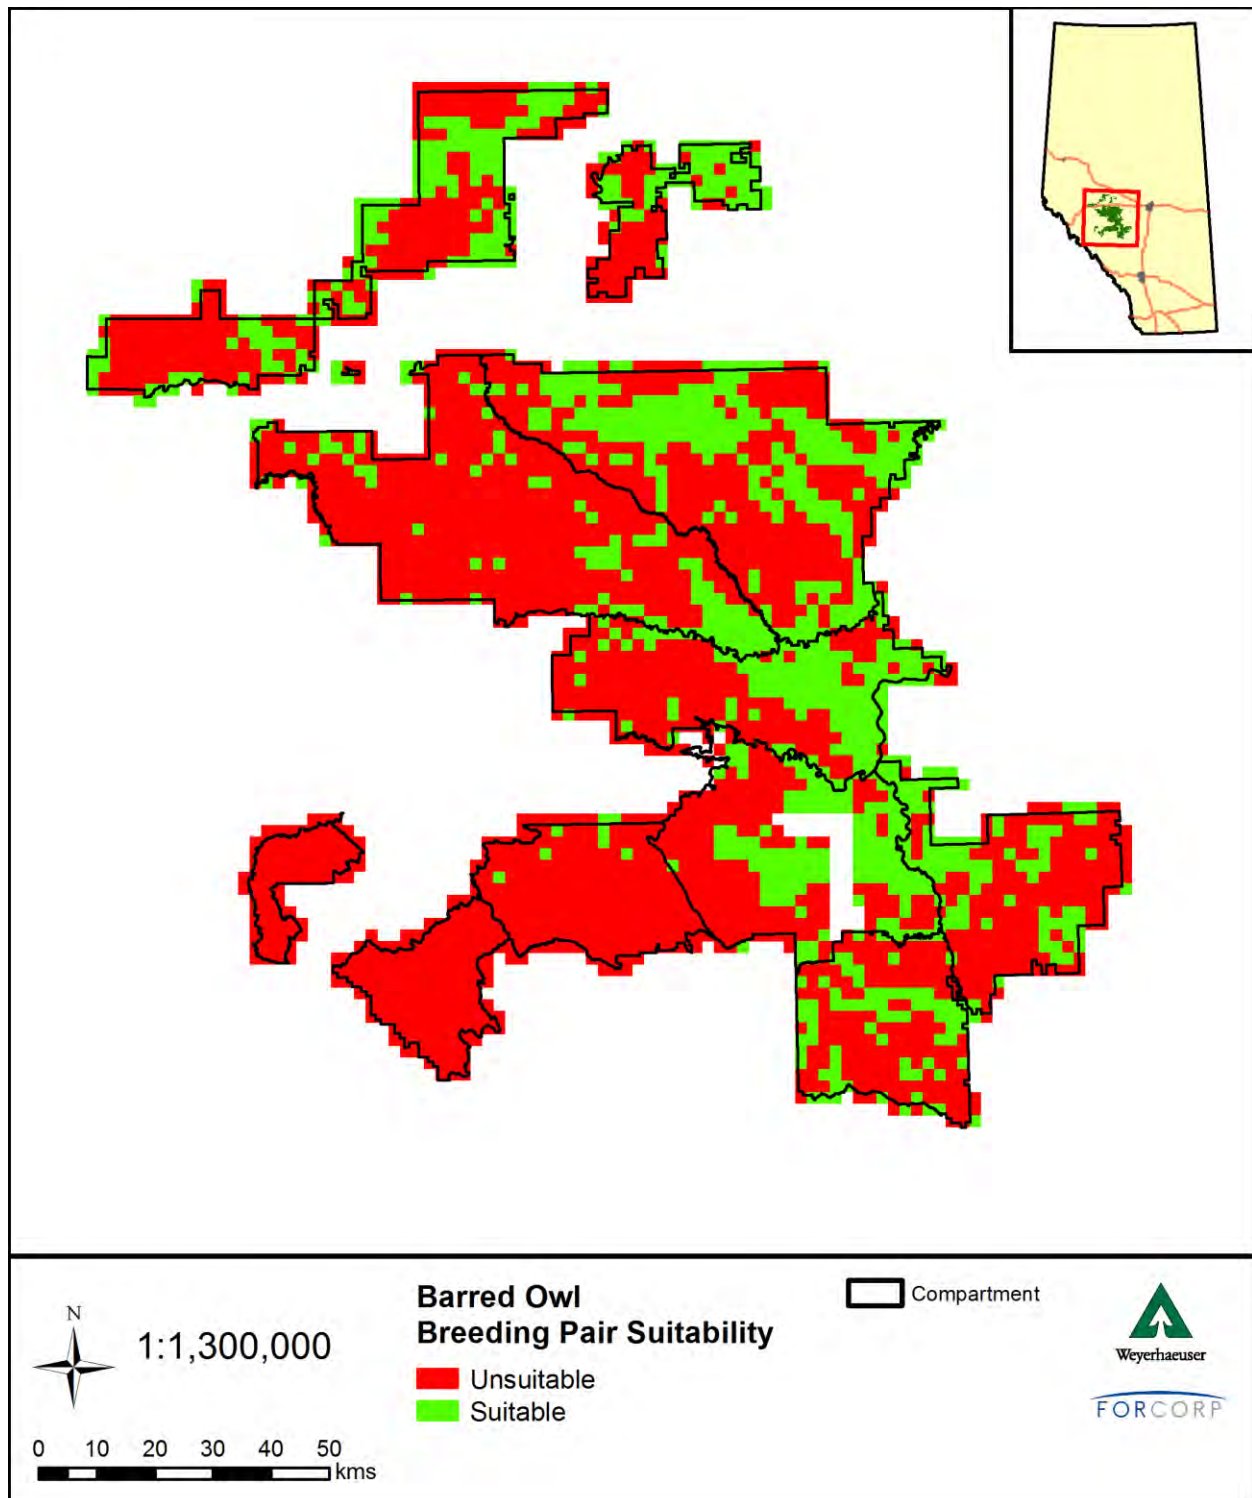 N
1:1,300,000
0 10 20 30 40 50
kms
Barred Owl
Breeding Pair Suitability
Unsuitable
Suitable
Compartment
Weyerhaeuser
FORCORP